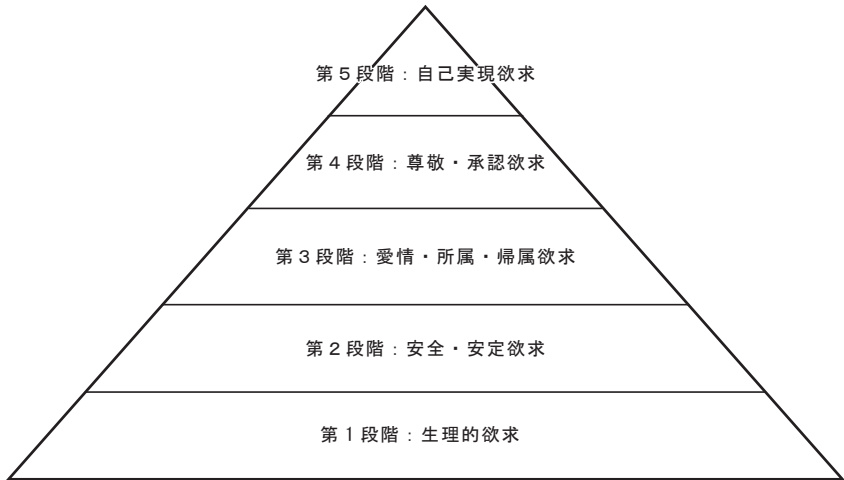 第5段階：自己実現欲求
第4段階：尊敬・承認欲求
第3段階：愛情・所属・帰属欲求
第2段階：安全・安定欲求
第1段階：生理的欲求